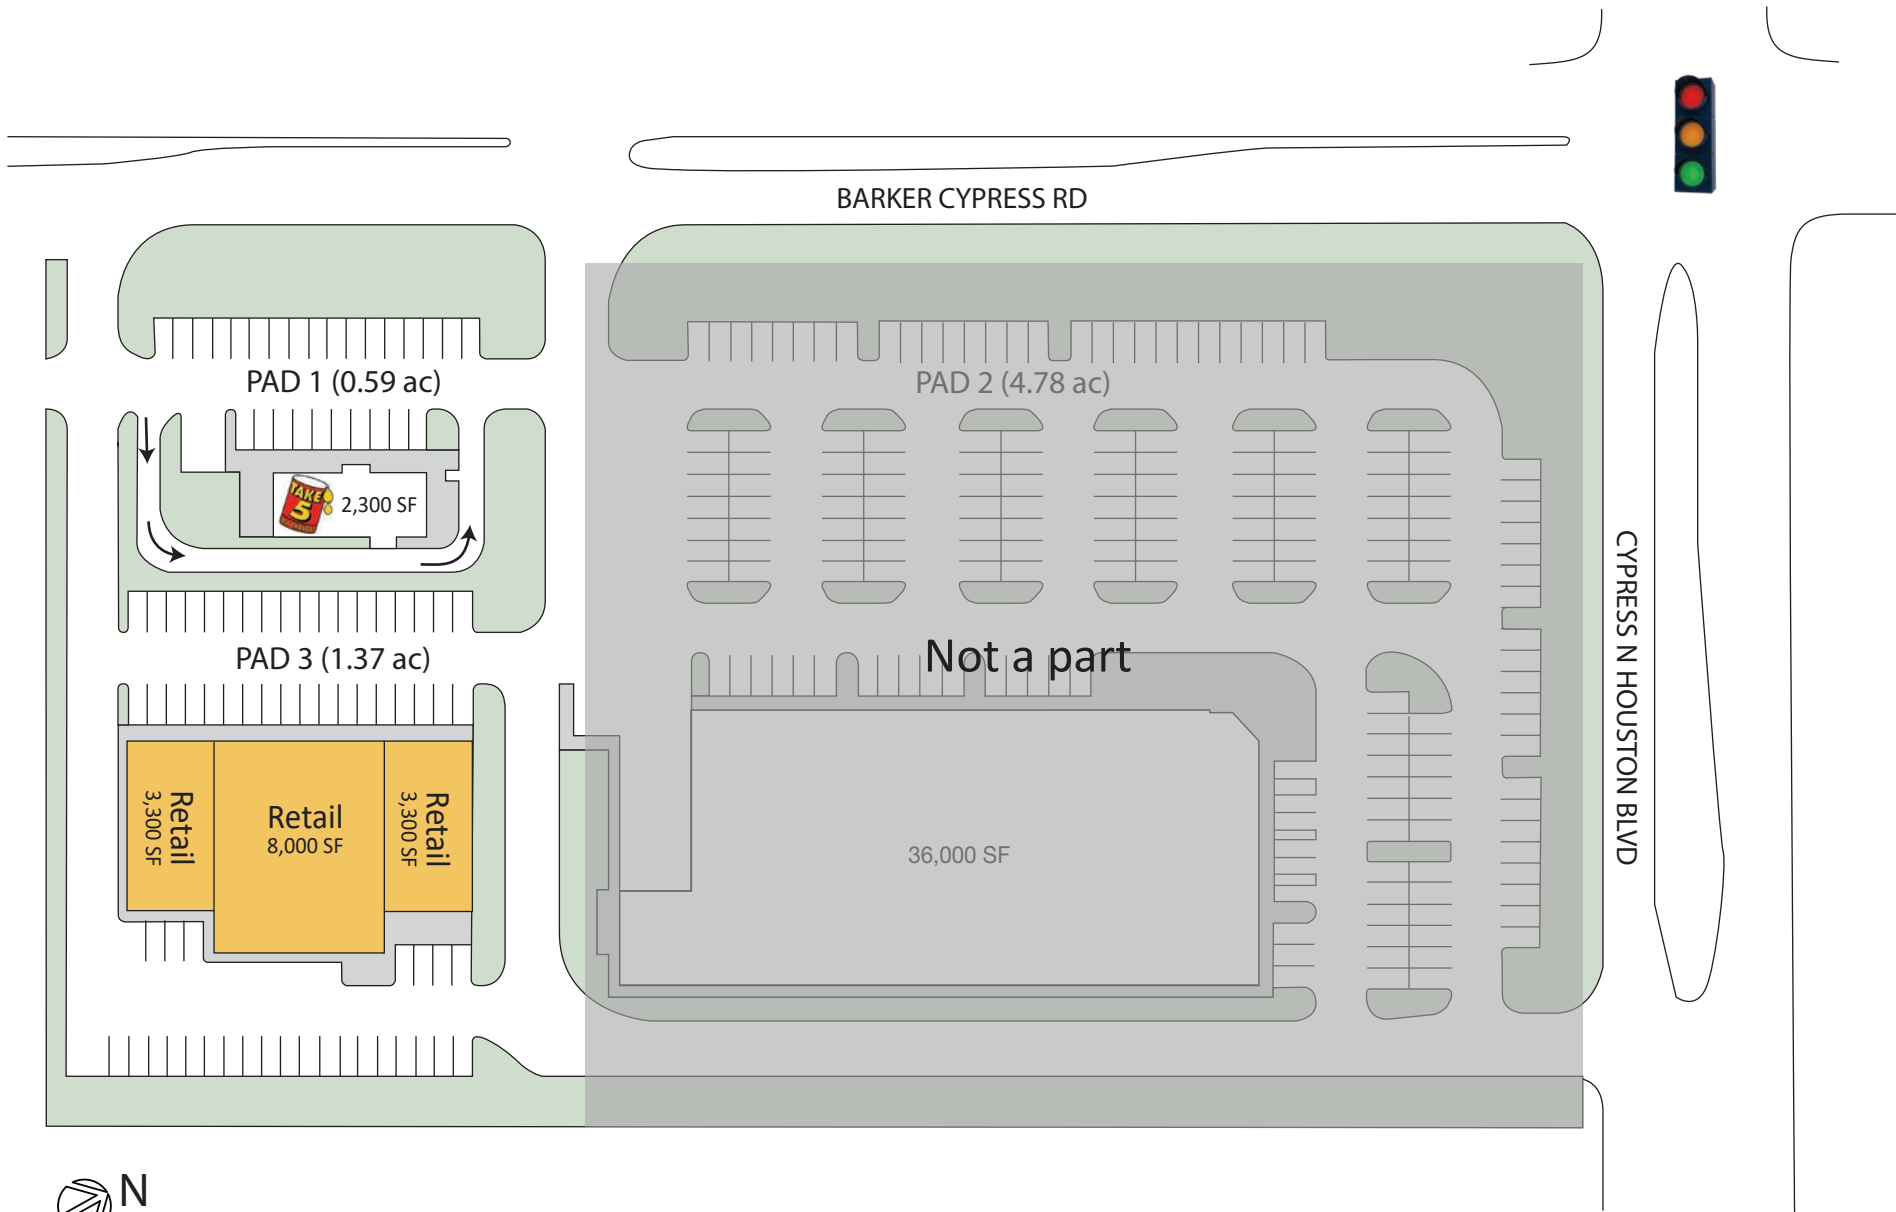 BARKER CYPRESS RD
PAD 1 (0.59 ac)
PAD 2 (4.78 ac)
TAKE
5
2,300 SF
CYPRESS N HOUSTON BLVD
PAD 3 (1.37 ac)
Not a part
Retail
3,300 SF
Retail
8,000 SF
Retail
3,300 SF
36,000 SF
N